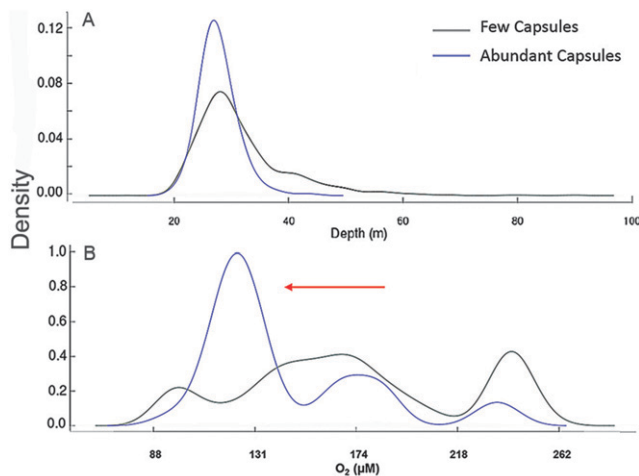 A
Few Capsules
Abundant Capsules
0.12
0.08
0.04
0.00
20 40 60 80 100
Depth (m)
Density
B
1.0
0.8
0.6
0.4
0.2
0.0
88 131 174 218 262
O₂ (µM)